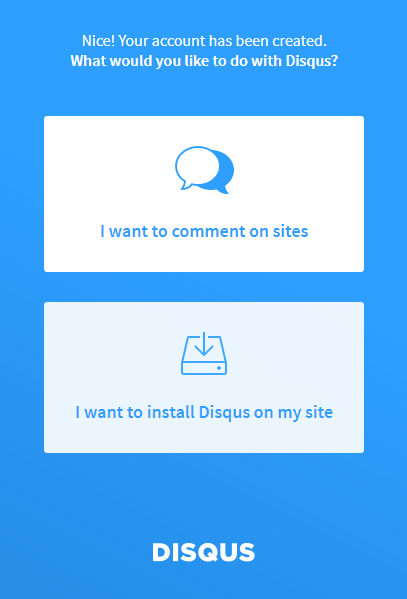 Nice! Your account has been created.
What would you like to do with Disqus?
I want to comment on sites
I want to install Disqus on my site
DISQUS